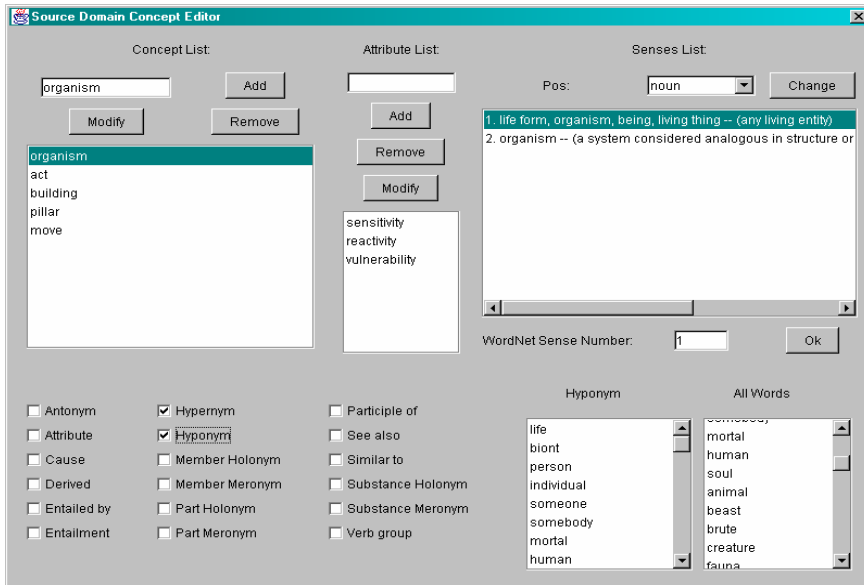 Source Domain Concept Editor
Concept List:
Attribute List:
Senses List:
organism
Add
Pos:
noun
Change
Modify
Remove
Add
Remove
Modify
organism
act
building
pillar
move
sensitivity
reactivity
vulnerability
1. life form, organism, being, living thing -- (any living entity)
2. organism -- (a system considered analogous in structure or
WordNet Sense Number:
1
Ok
Antonym
Attribute
Cause
Derived
Entailed by
Entailment
Hypernym
Hyponym
Member Holonym
Member Meronym
Part Holonym
Part Meronym
Participle of
See also
Similar to
Substance Holonym
Substance Meronym
Verb group
Hyponym
life
biont
person
individual
someone
somebody
mortal
human
All Words
somebody
mortal
human
soul
animal
beast
brute
creature
fauna